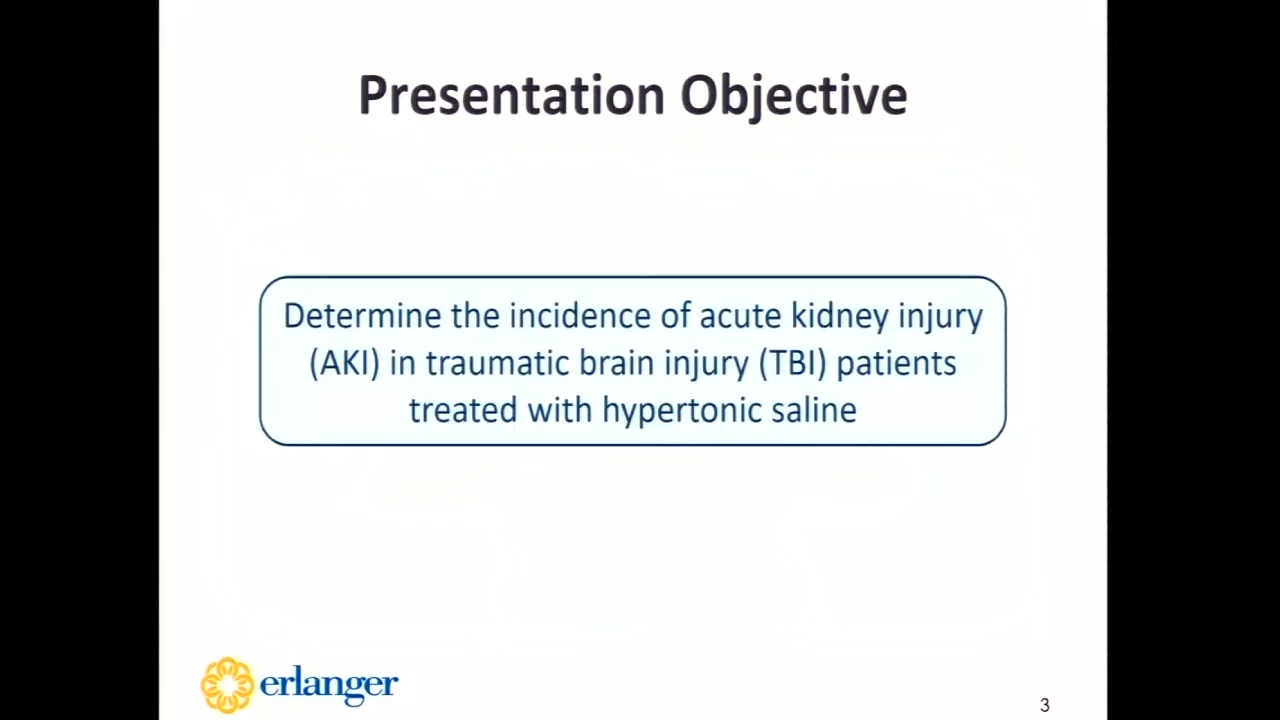 Presentation Objective
Determine the incidence of acute kidney injury
(AKI) in traumatic brain injury (TBI) patients
treated with hypertonic saline
erlanger
3